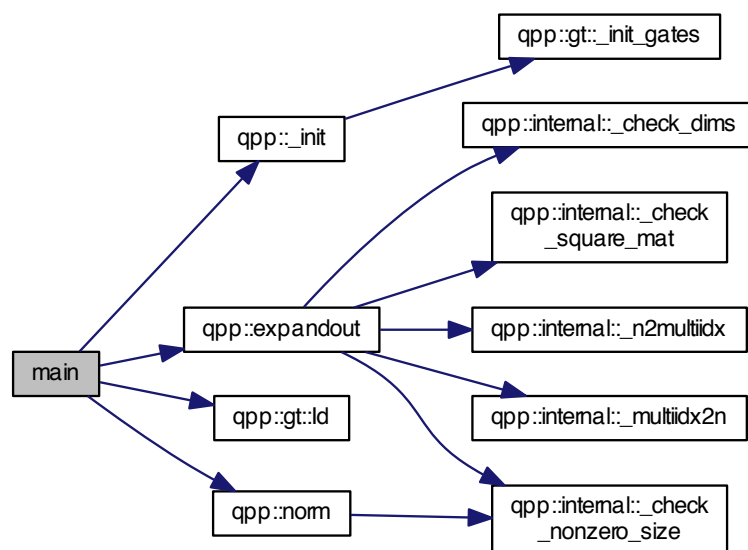 qpp::gt::_init_gates
qpp::_init
qpp::internal::_check_dims
qpp::internal::_check
_square_mat
qpp::expandout
qpp::internal::_n2multiidx
main
qpp::gt::Id
qpp::internal::_multiidx2n
qpp::norm
qpp::internal::_check
_nonzero_size